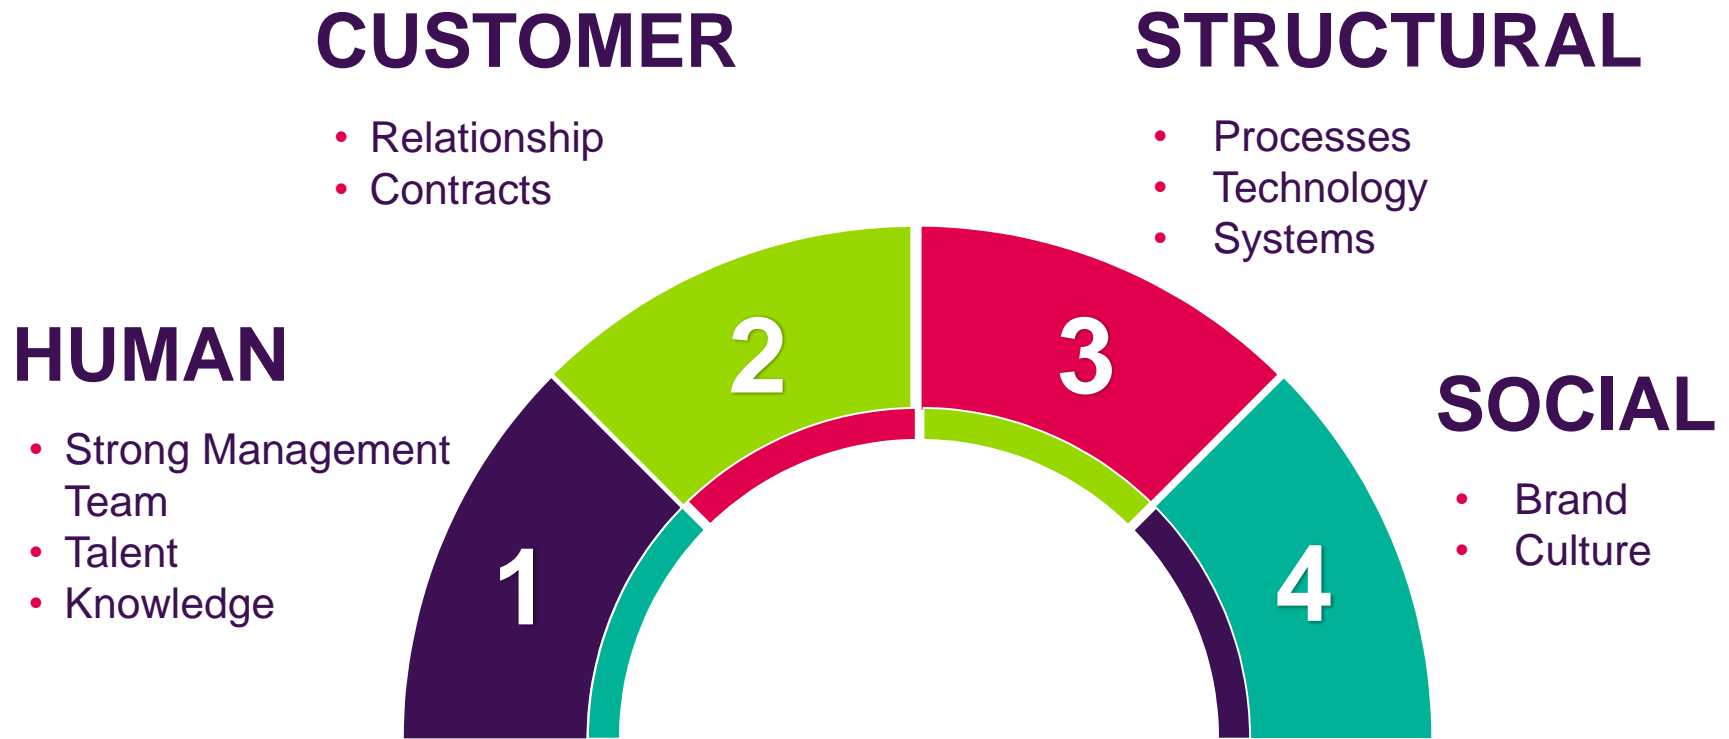 CUSTOMER
• Relationship
• Contracts
STRUCTURAL
• Processes
• Technology
• Systems
HUMAN
• Strong Management
Team
• Talent
• Knowledge
SOCIAL
• Brand
• Culture
1
2
3
4